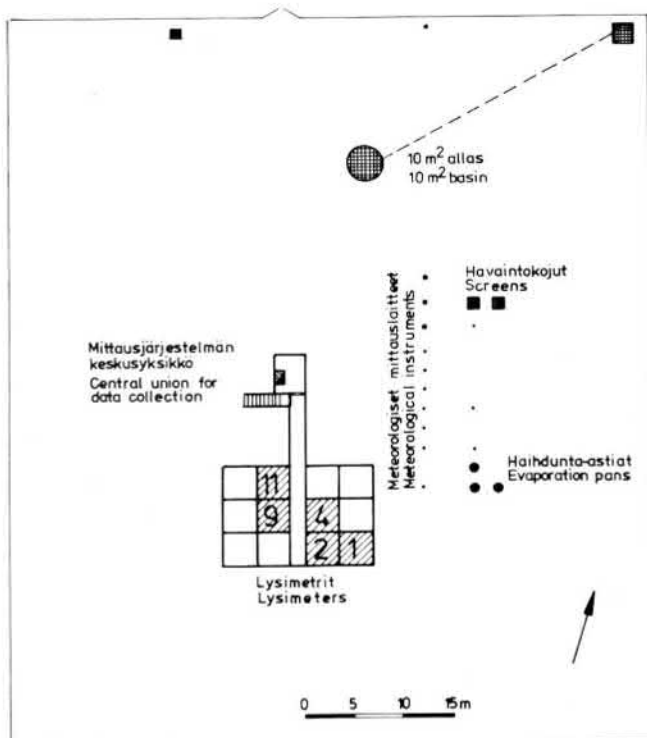 10 m² allas
10 m² basin
Havaintokojut
Screens
Meteorologiset mittauslaitteet
Meteorological instruments
Mittausjärjestelmän
keskusyksikkö
Central union for
data collection
Haihdunta-astiat
Evaporation pans
11
9 4
2 1
Lysimetrit
Lysimeters
0 5 10 15 m